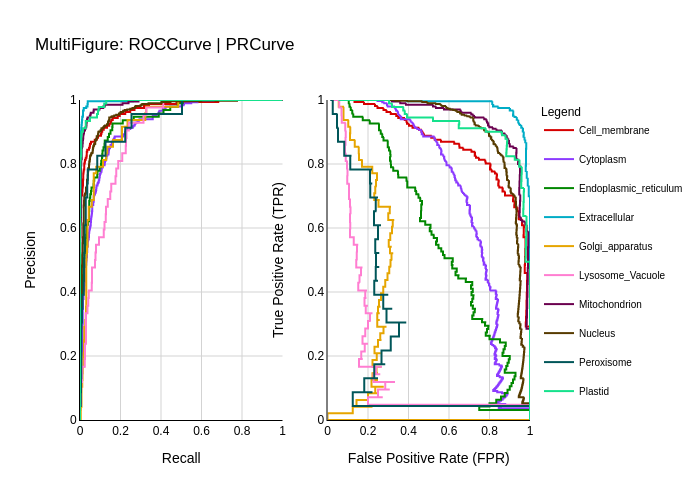 MultiFigure: ROCCurve | PRCurve
Precision
1
0.8
0.6
0.4
0.2
0
0
0.2
0.4
0.6
0.8
1
Recall
True Positive Rate (TPR)
1
0.8
0.6
0.4
0.2
0
0
0.2
0.4
0.6
0.8
1
False Positive Rate (FPR)
Legend
Cell_membrane
Cytoplasm
Endoplasmic_reticulum
Extracellular
Golgi_apparatus
Lysosome_Vacuole
Mitochondrion
Nucleus
Peroxisome
Plastid